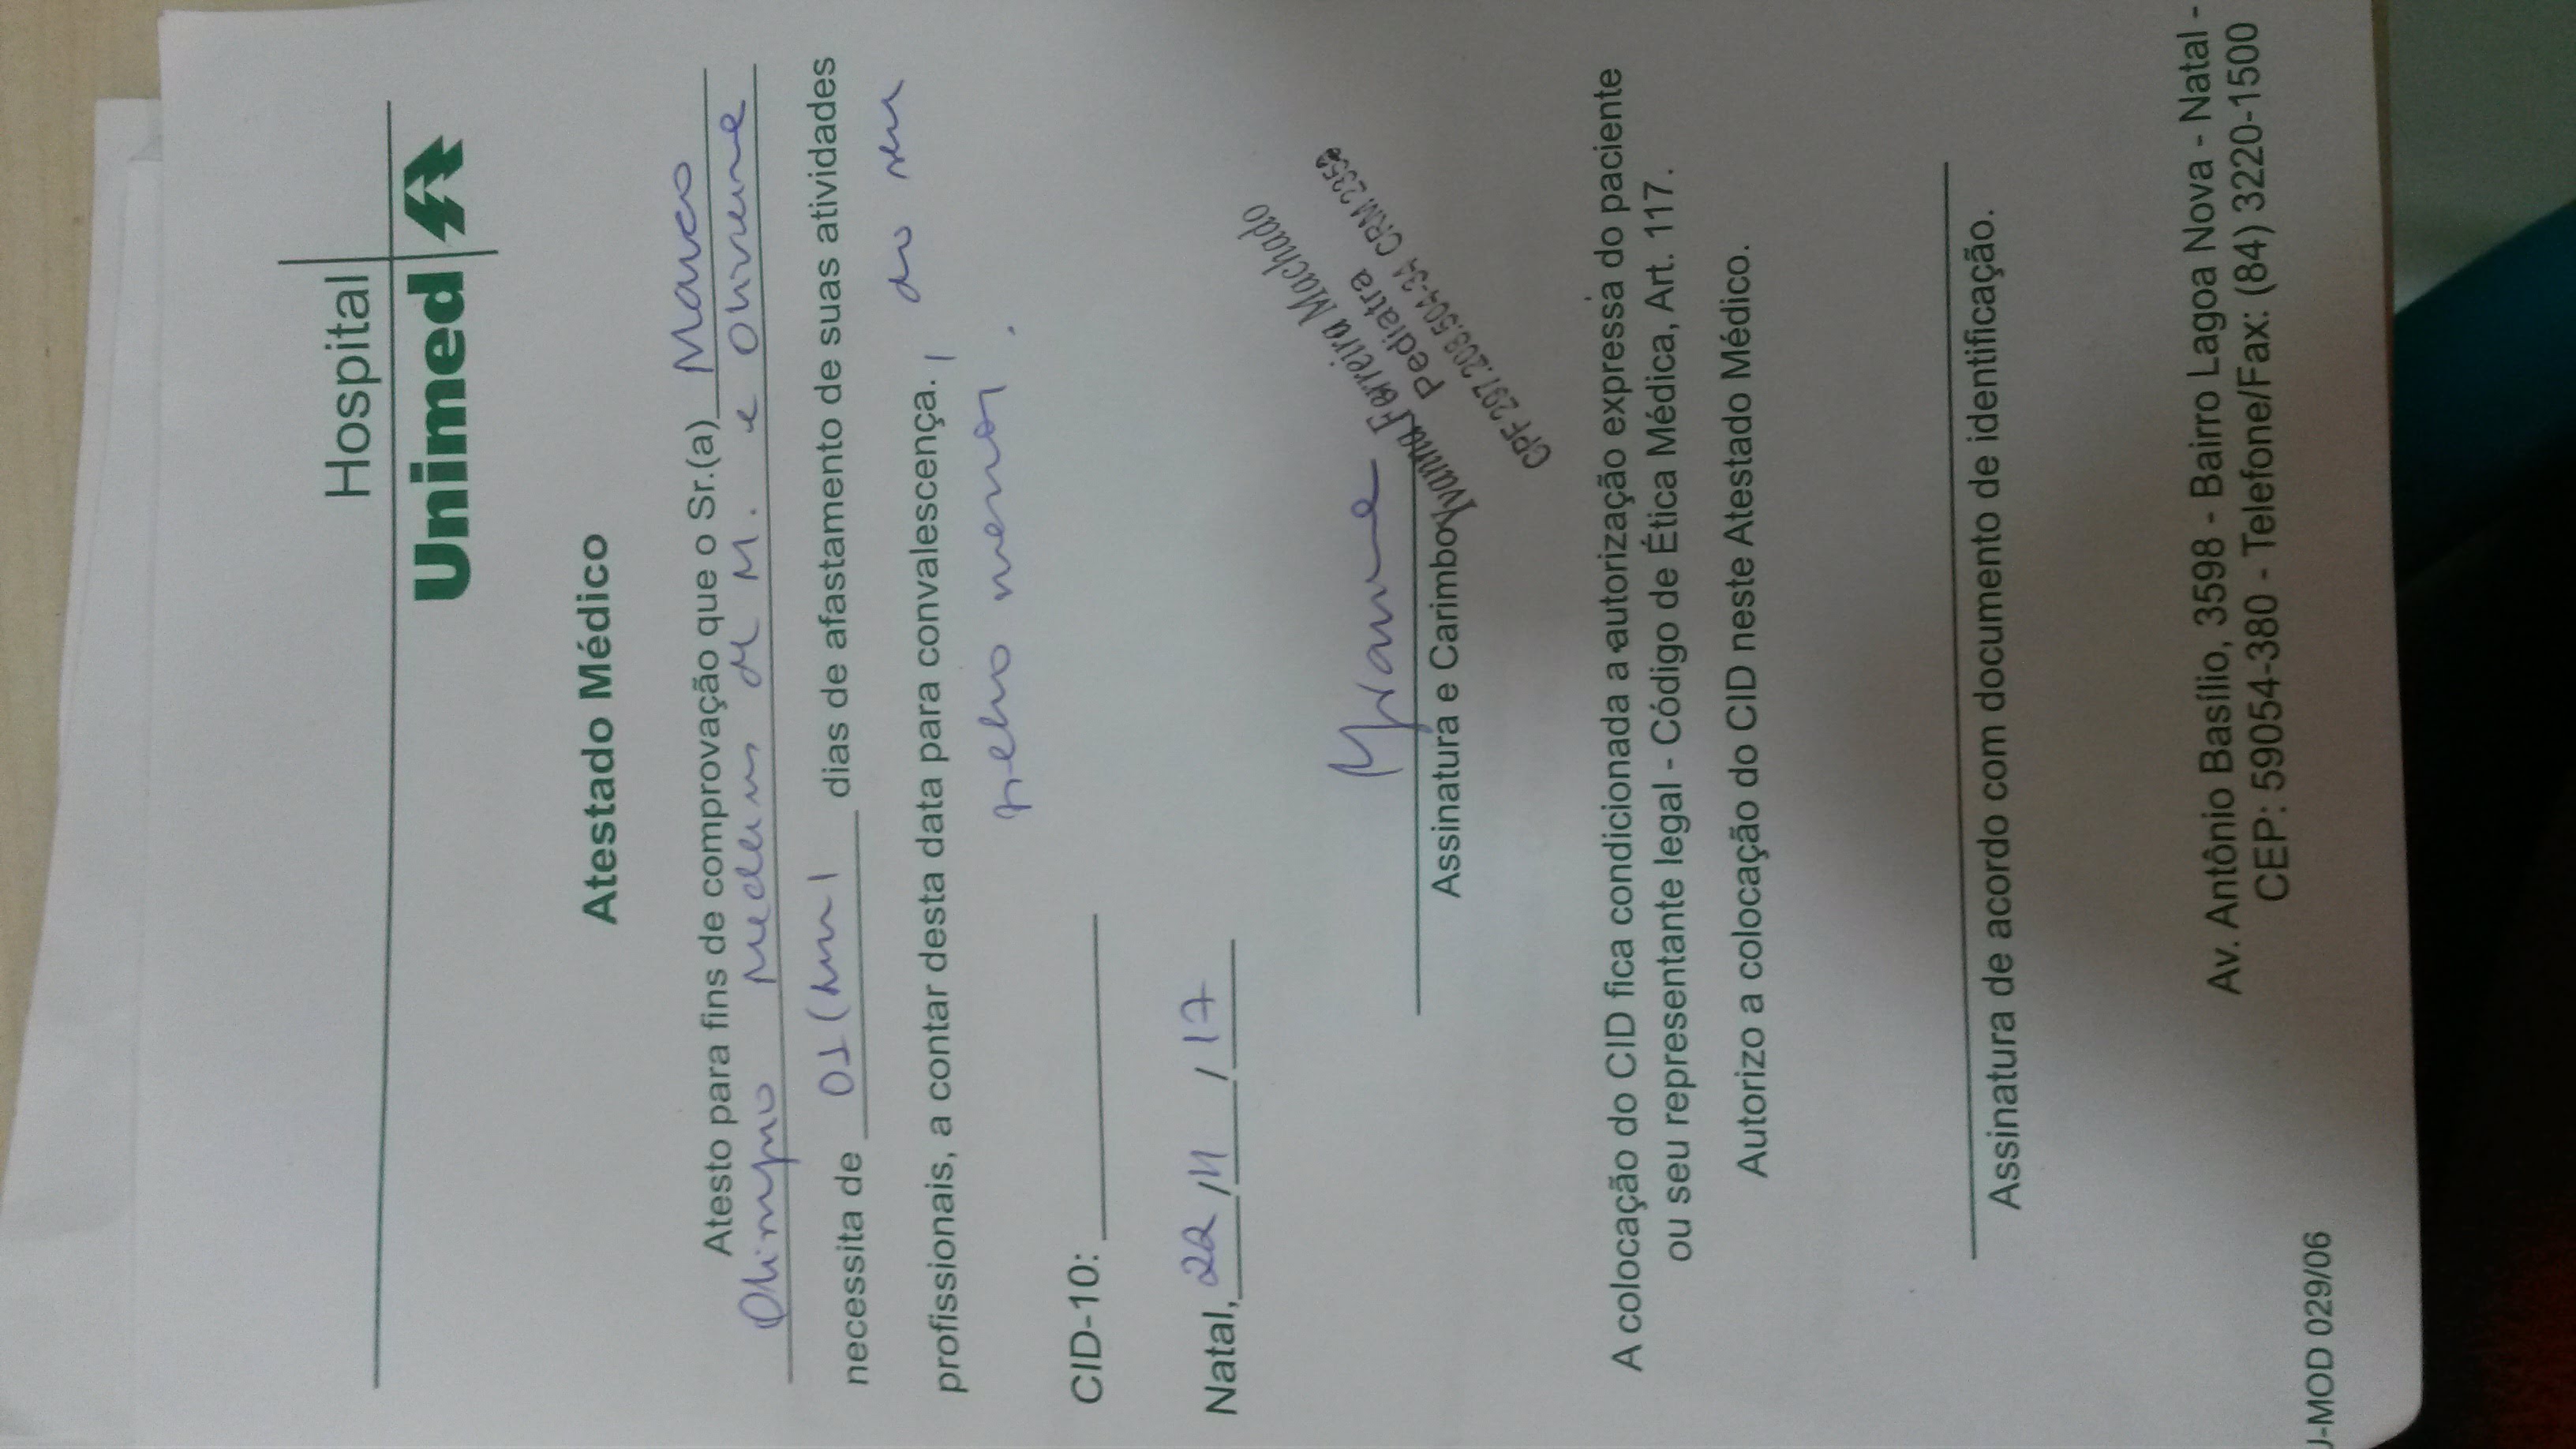 Hospital
Unimed
Atestado Médico
Atesto para fins de comprovação que o Sr.(a) Marco
Olimpio Medeiros de M. e Oliveira
necessita de 01 (um) dias de afastamento de suas atividades
profissionais, a contar desta data para convalescença. , do seu
filho menor.
CID-10:
Natal, 22 / 11 / 17
Yvanna
Assinatura e Carimbo
Yvanna Ferreira Machado
Pediatra
CPF 297.208.504-34 CRM
A colocação do CID fica condicionada a autorização expressa do paciente
ou seu representante legal - Código de Ética Médica, Art. 117.
Autorizo a colocação do CID neste Atestado Médico.
Assinatura de acordo com documento de identificação.
Av. Antônio Basílio, 3598 - Bairro Lagoa Nova - Natal -
CEP: 59054-380 - Telefone/Fax: (84) 3220-1500
J-MOD 029/06